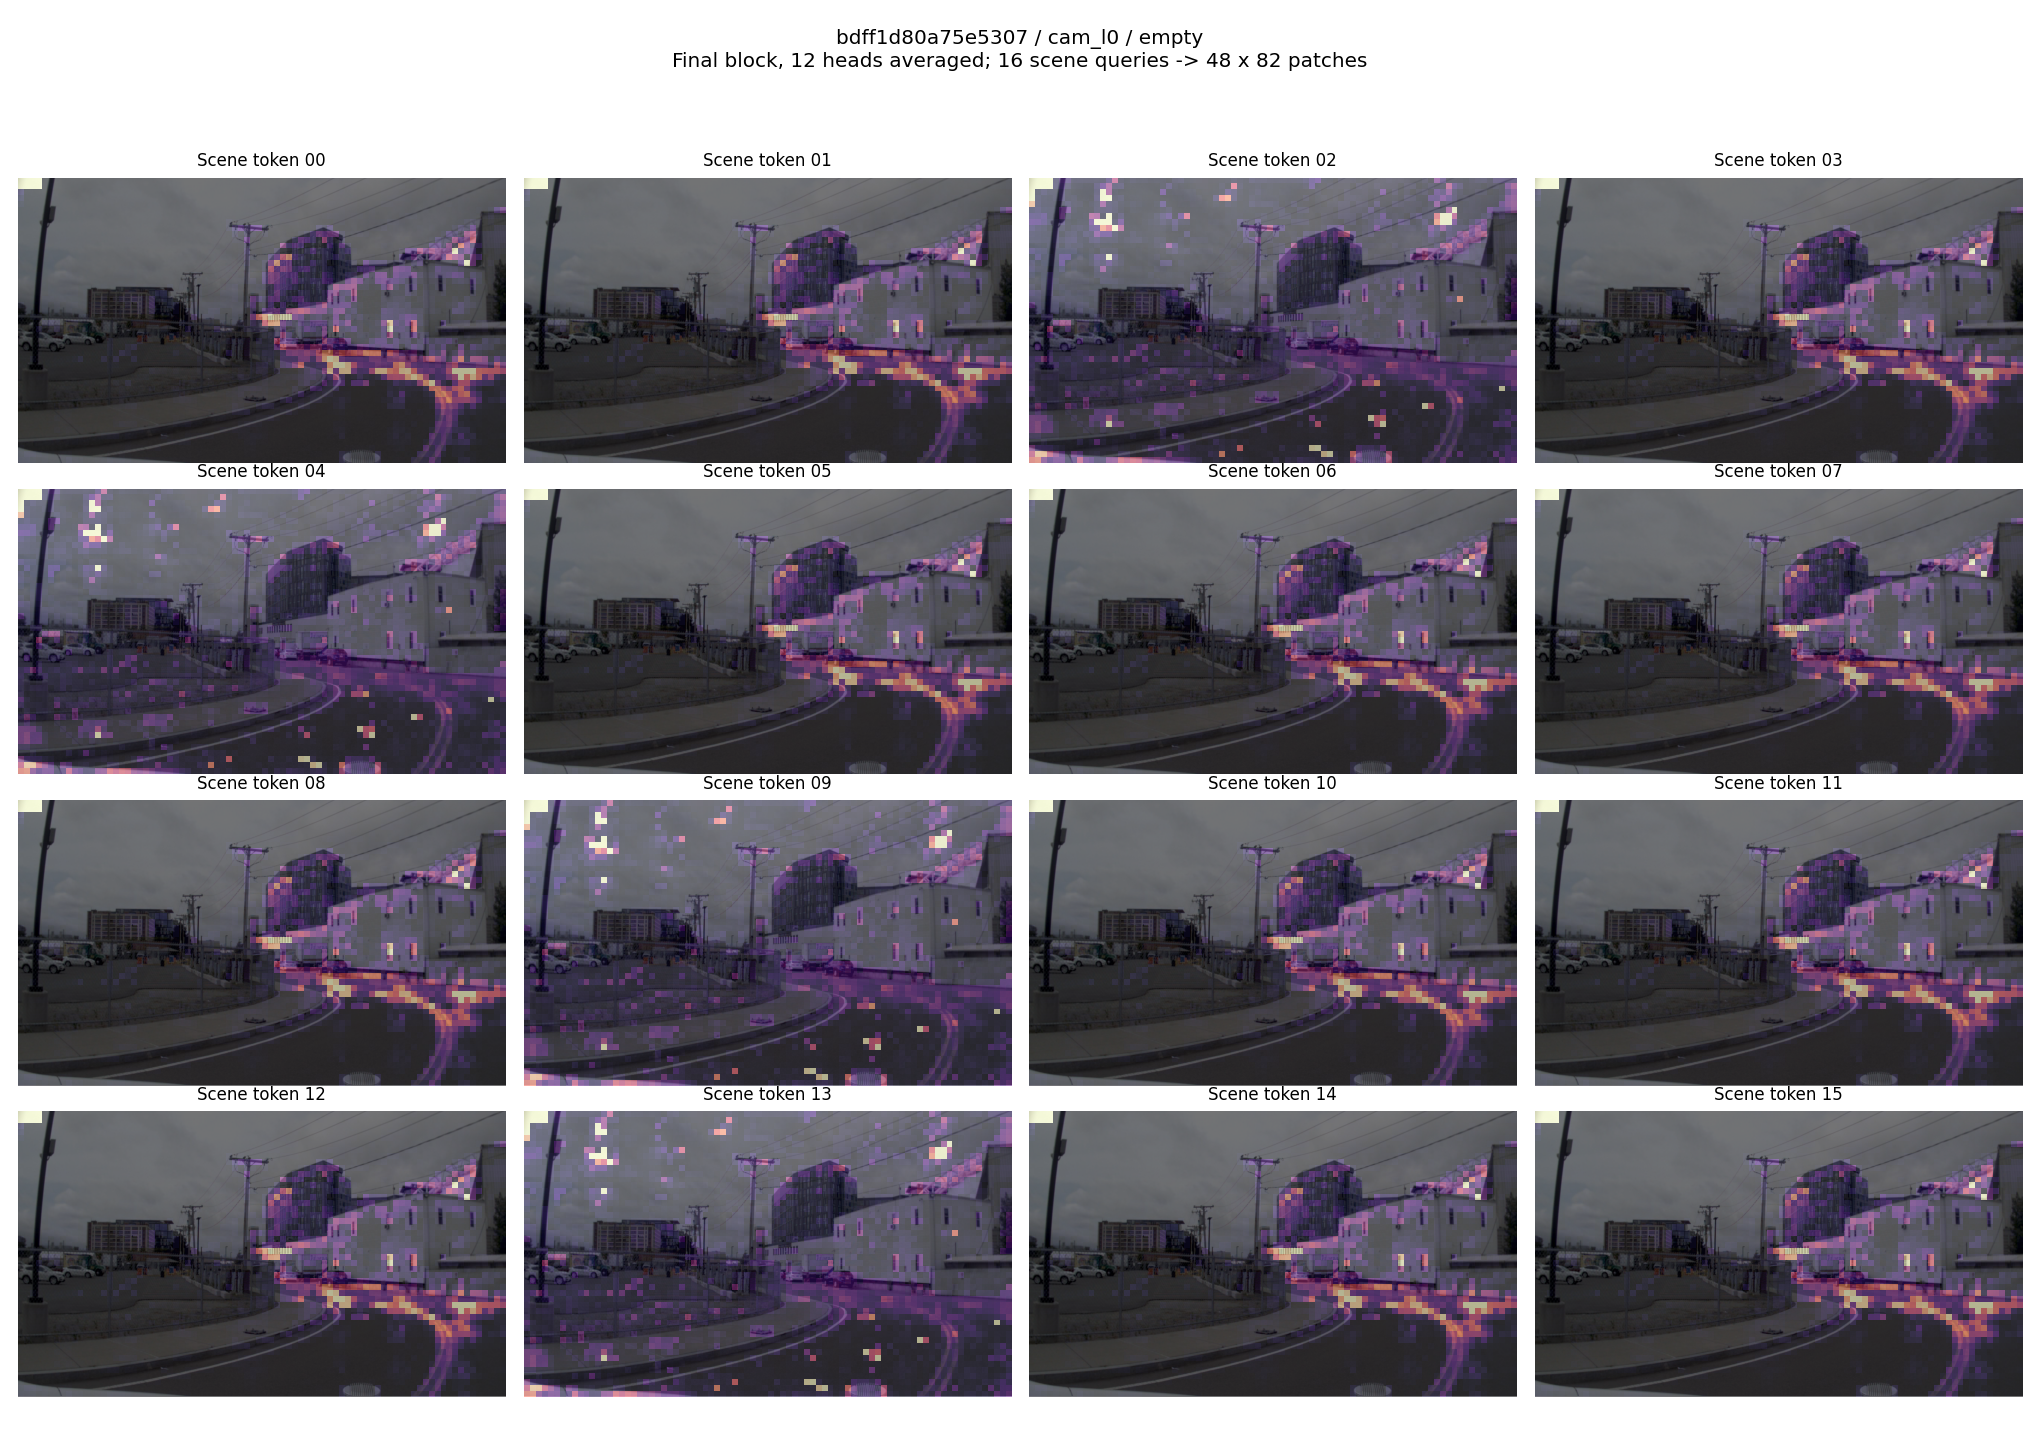 bdff1d80a75e5307 / cam_l0 / empty
Final block, 12 heads averaged; 16 scene queries -> 48 x 82 patches
Scene token 00
Scene token 01
Scene token 02
Scene token 03
Scene token 04
Scene token 05
Scene token 06
Scene token 07
Scene token 08
Scene token 09
Scene token 10
Scene token 11
Scene token 12
Scene token 13
Scene token 14
Scene token 15